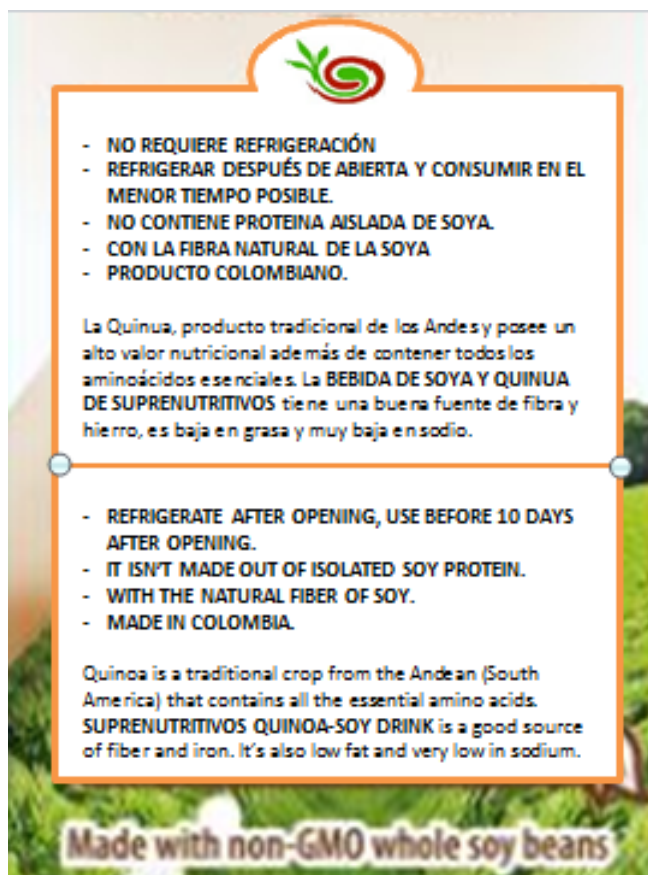 - NO REQUIERE REFRIGERACIÓN
- REFRIGERAR DESPUÉS DE ABIERTA Y CONSUMIR EN EL
MENOR TIEMPO POSIBLE.
- NO CONTIENE PROTEINA AISLADA DE SOYA.
- CON LA FIBRA NATURAL DE LA SOYA
- PRODUCTO COLOMBIANO.
La Quinua, producto tradicional de los Andes y posee un
alto valor nutricional además de contener todos los
aminoácidos esenciales. La BEBIDA DE SOYA Y QUINUA
DE SUPRENUTRITIVOS tiene una buena fuente de fibra y
hierro, es baja en grasa y muy baja en sodio.
- REFRIGERATE AFTER OPENING, USE BEFORE 10 DAYS
AFTER OPENING.
- IT ISN'T MADE OUT OF ISOLATED SOY PROTEIN.
- WITH THE NATURAL FIBER OF SOY.
- MADE IN COLOMBIA.
Quinoa is a traditional crop from the Andean (South
America) that contains all the essential amino acids.
SUPRENUTRITIVOS QUINOA-SOY DRINK is a good source
of fiber and iron. It's also low fat and very low in sodium.
Made with non-GMO whole soy beans